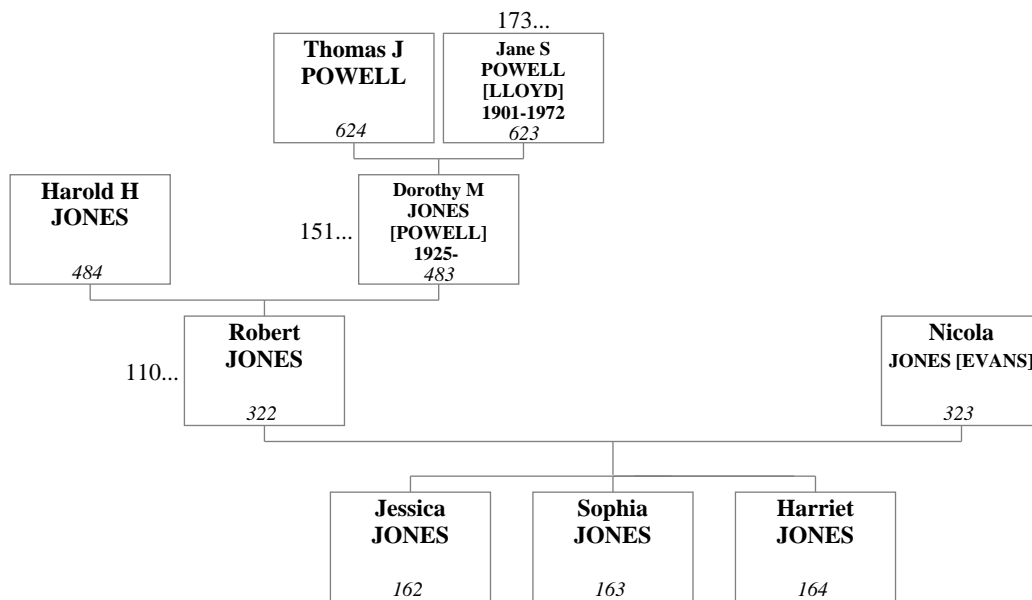 173...
Thomas J
POWELL
624
Jane S
POWELL
[LLOYD]
1901-1972
623
Harold H
JONES
484
151...
Dorothy M
JONES
[POWELL]
1925-
483
110...
Robert
JONES
322
Nicola
JONES [EVANS]
323
Jessica
JONES
162
Sophia
JONES
163
Harriet
JONES
164